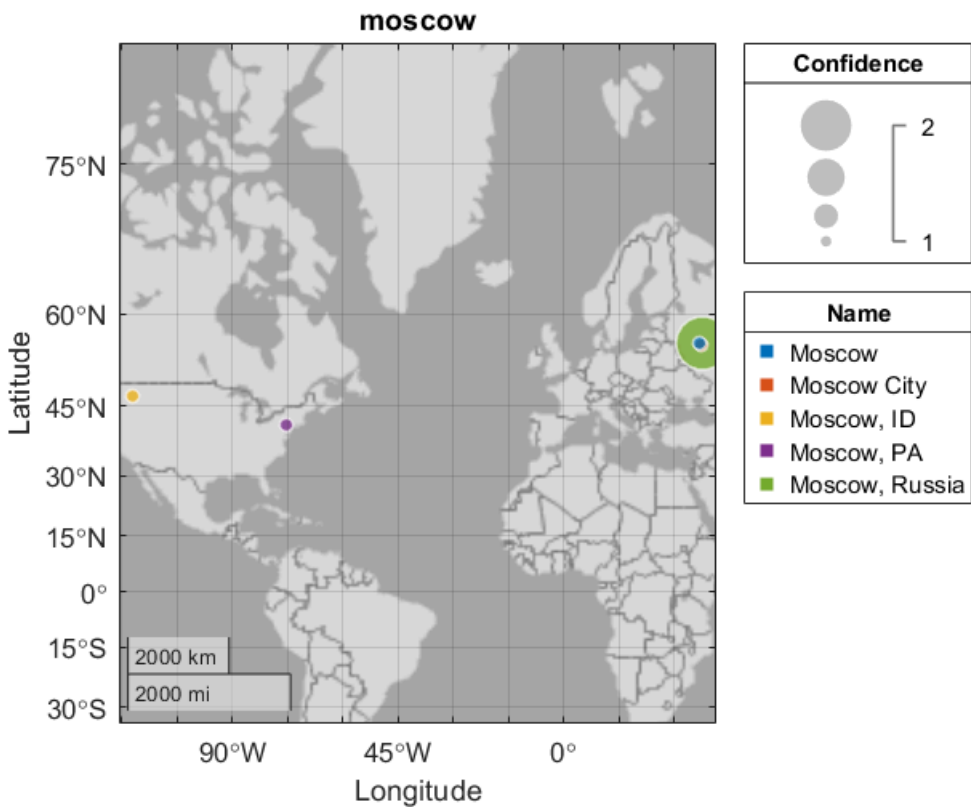 moscow
75°N
60°N
45°N
30°N
15°N
0°
15°S
30°S
Latitude
2000 km
2000 mi
90°W 45°W 0°
Longitude
Confidence
2
1
Name
Moscow
Moscow City
Moscow, ID
Moscow, PA
Moscow, Russia